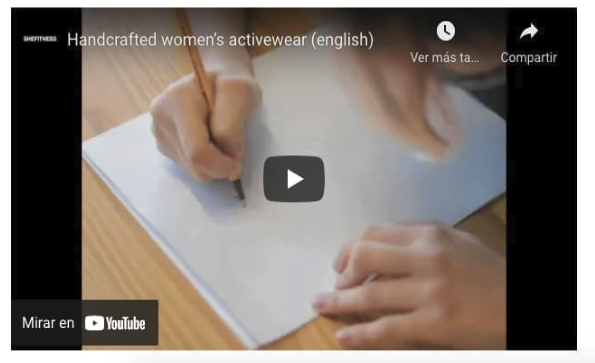 SHEFITNESS
Handcrafted women's activewear (english)
Ver más ta...
Compartir
Mirar en YouTube